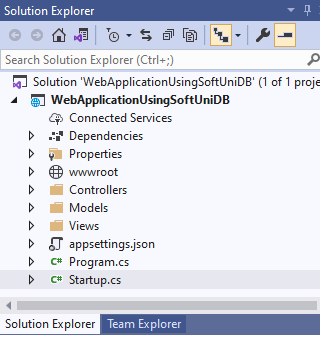 Solution Explorer
Search Solution Explorer (Ctrl+;)
Solution 'WebApplicationUsingSoftUniDB' (1 of 1 proje
WebApplicationUsingSoftUniDB
Connected Services
Dependencies
Properties
wwwroot
Controllers
Models
Views
appsettings.json
C# Program.cs
C# Startup.cs
Solution Explorer Team Explorer